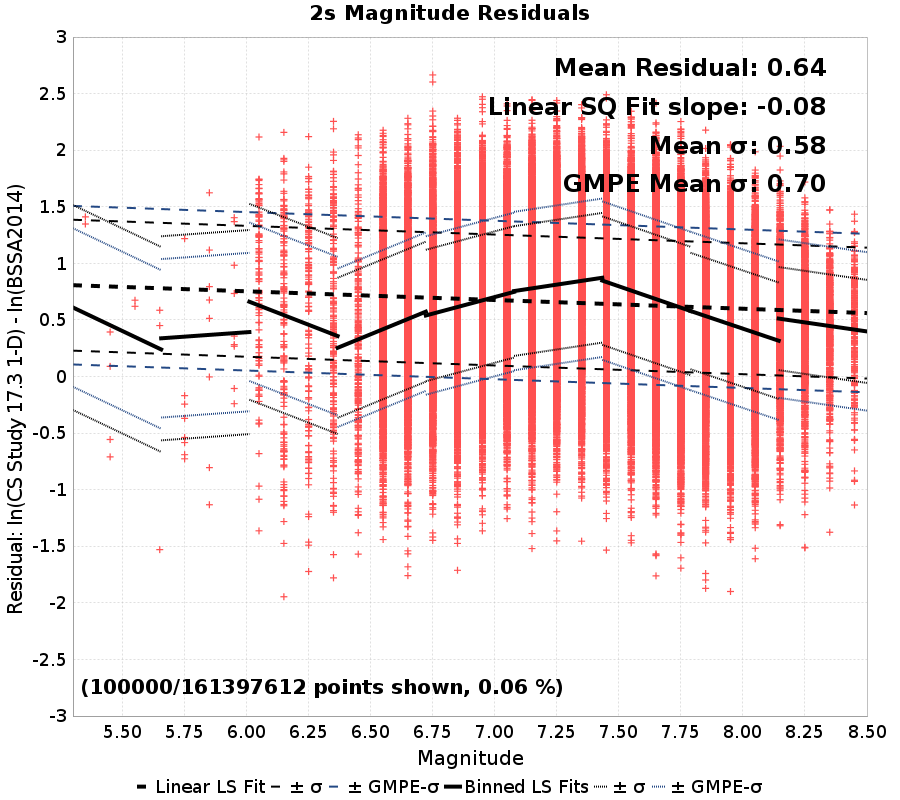 2s Magnitude Residuals
Mean Residual: 0.64
Linear SQ Fit slope: -0.08
Mean σ: 0.58
GMPE Mean σ: 0.70
Residual: ln(CS Study 17.3 1-D) - ln(BSSA2014)
3
2.5
2
1.5
1
0.5
0
-0.5
-1
-1.5
-2
-2.5
-3
(100000/161397612 points shown, 0.06 %)
5.50 5.75 6.00 6.25 6.50 6.75 7.00 7.25 7.50 7.75 8.00 8.25 8.50
Magnitude
Linear LS Fit ± σ ± GMPE-σ Binned LS Fits ± σ ± GMPE-σ